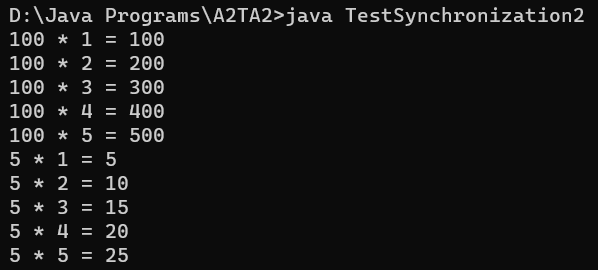 D:\Java Programs\A2TA2>java TestSynchronization2
100 * 1 = 100
100 * 2 = 200
100 * 3 = 300
100 * 4 = 400
100 * 5 = 500
5 * 1 = 5
5 * 2 = 10
5 * 3 = 15
5 * 4 = 20
5 * 5 = 25